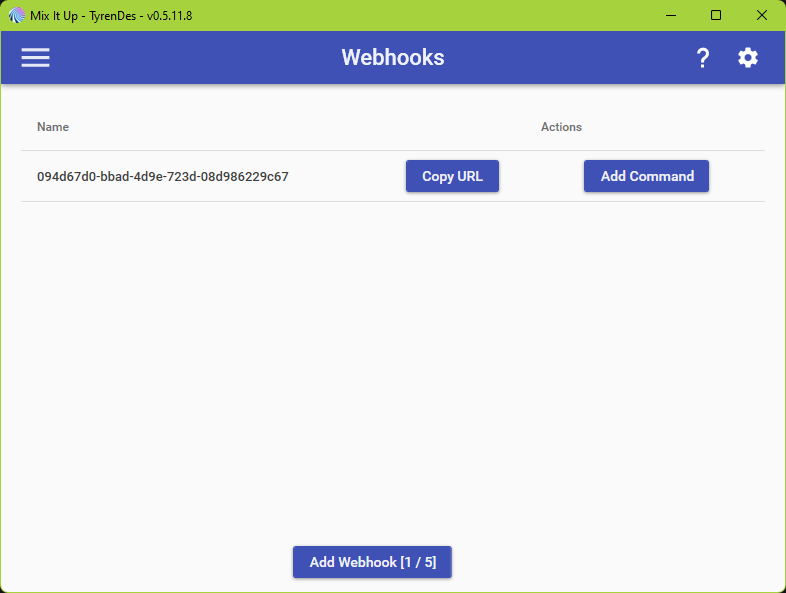 Mix It Up - TyrenDes - v0.5.11.8
Webhooks ?
Name Actions
094d67d0-bbad-4d9e-723d-08d986229c67 Copy URL Add Command
Add Webhook [1 / 5]